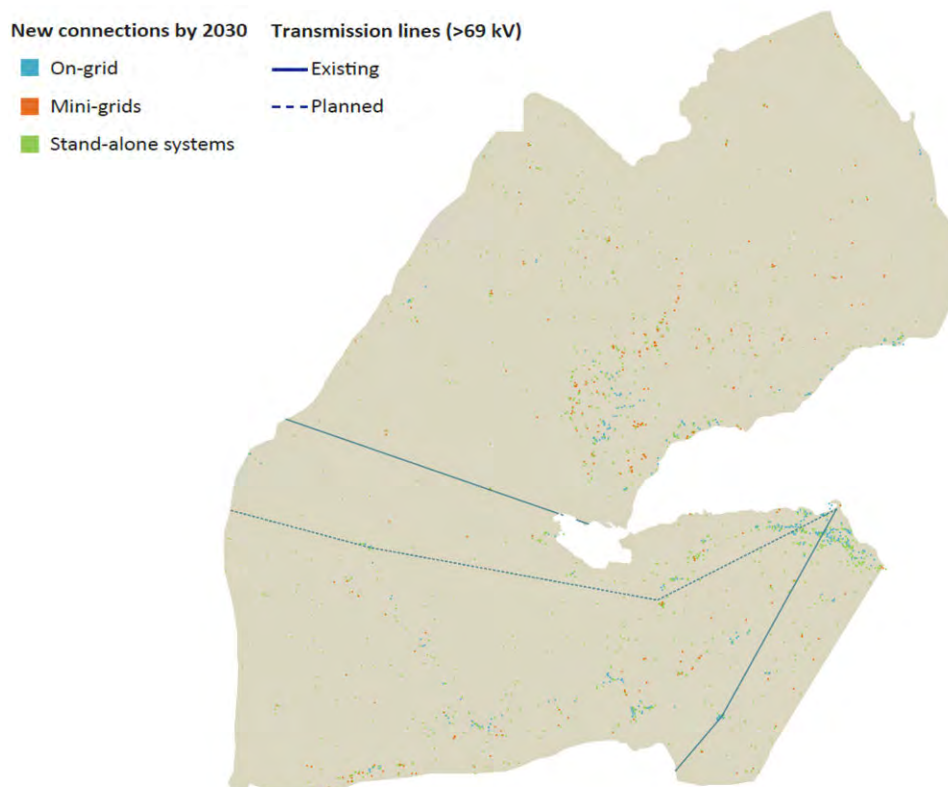 New connections by 2030
On-grid
Mini-grids
Stand-alone systems
Transmission lines (>69 kV)
Existing
Planned